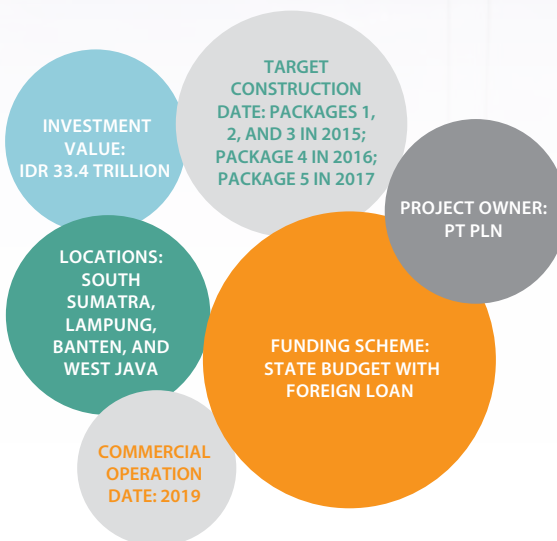 TARGET
CONSTRUCTION
DATE: PACKAGES 1,
2, AND 3 IN 2015;
PACKAGE 4 IN 2016;
PACKAGE 5 IN 2017
INVESTMENT
VALUE:
IDR 33.4 TRILLION
PROJECT OWNER:
PT PLN
LOCATIONS:
SOUTH
SUMATRA,
LAMPUNG,
BANTEN, AND
WEST JAVA
FUNDING SCHEME:
STATE BUDGET WITH
FOREIGN LOAN
COMMERCIAL
OPERATION
DATE: 2019